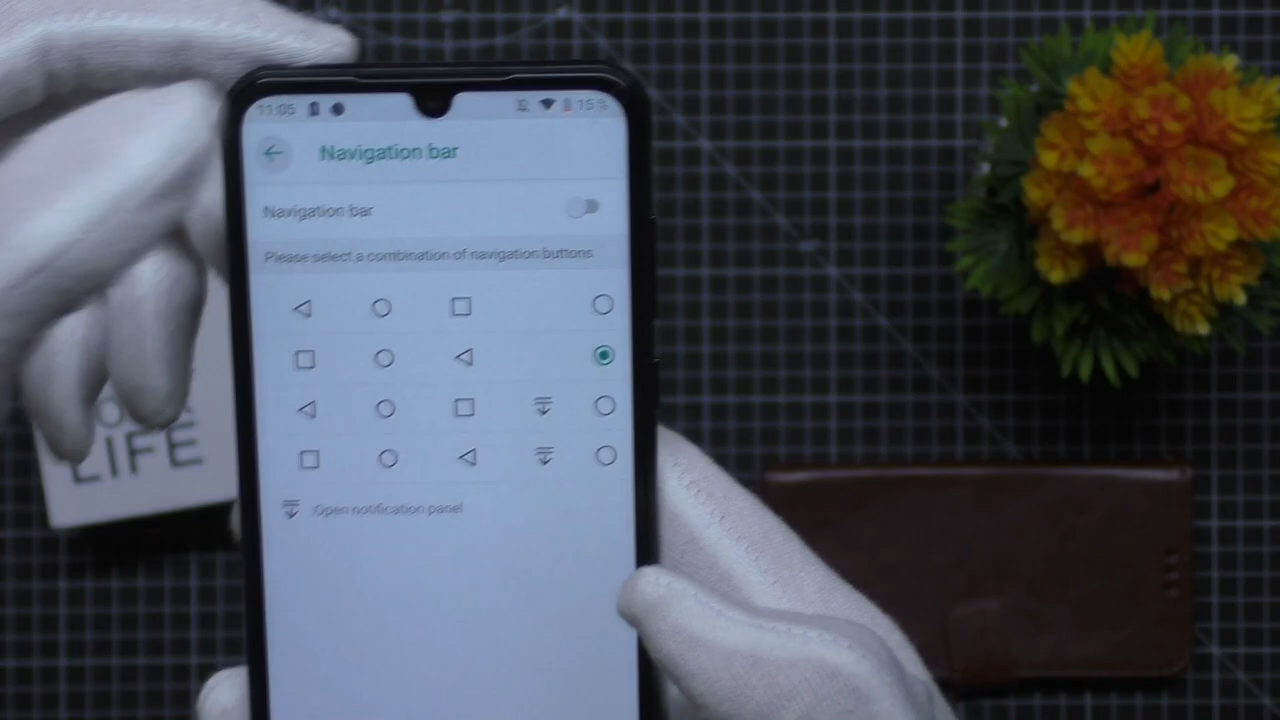 11:05 15%
Navigation bar
Navigation bar
Please select a combination of navigation buttons
:Open notification panel
LIFE